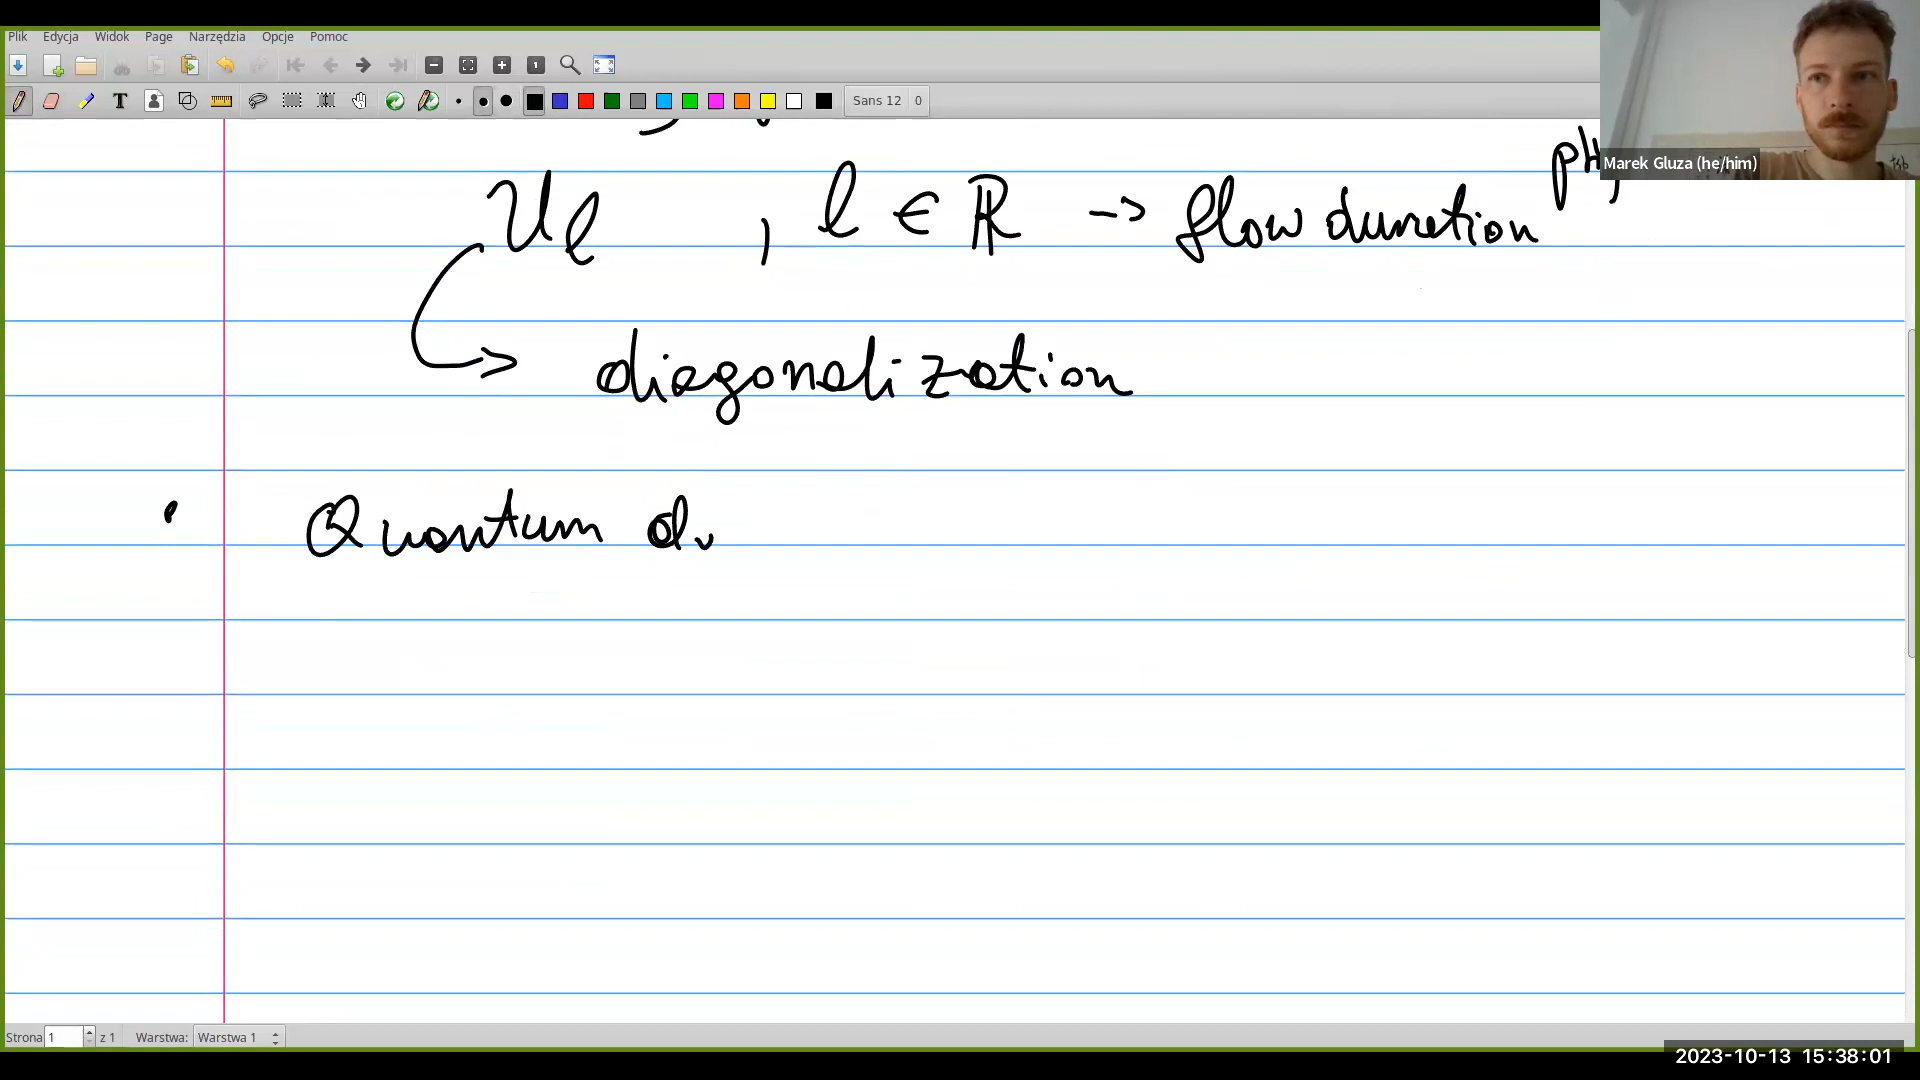 Plik Edycja Widok Page Narzędzia Opcje Pomoc
Sans 12 0
Marek Gluza (he/him)
U_l , l ∈ ℝ -> flow duration
diagonalization
• Quantum
Strona 1 z 1 Warstwa: Warstwa 1
2023-10-13 15:38:01